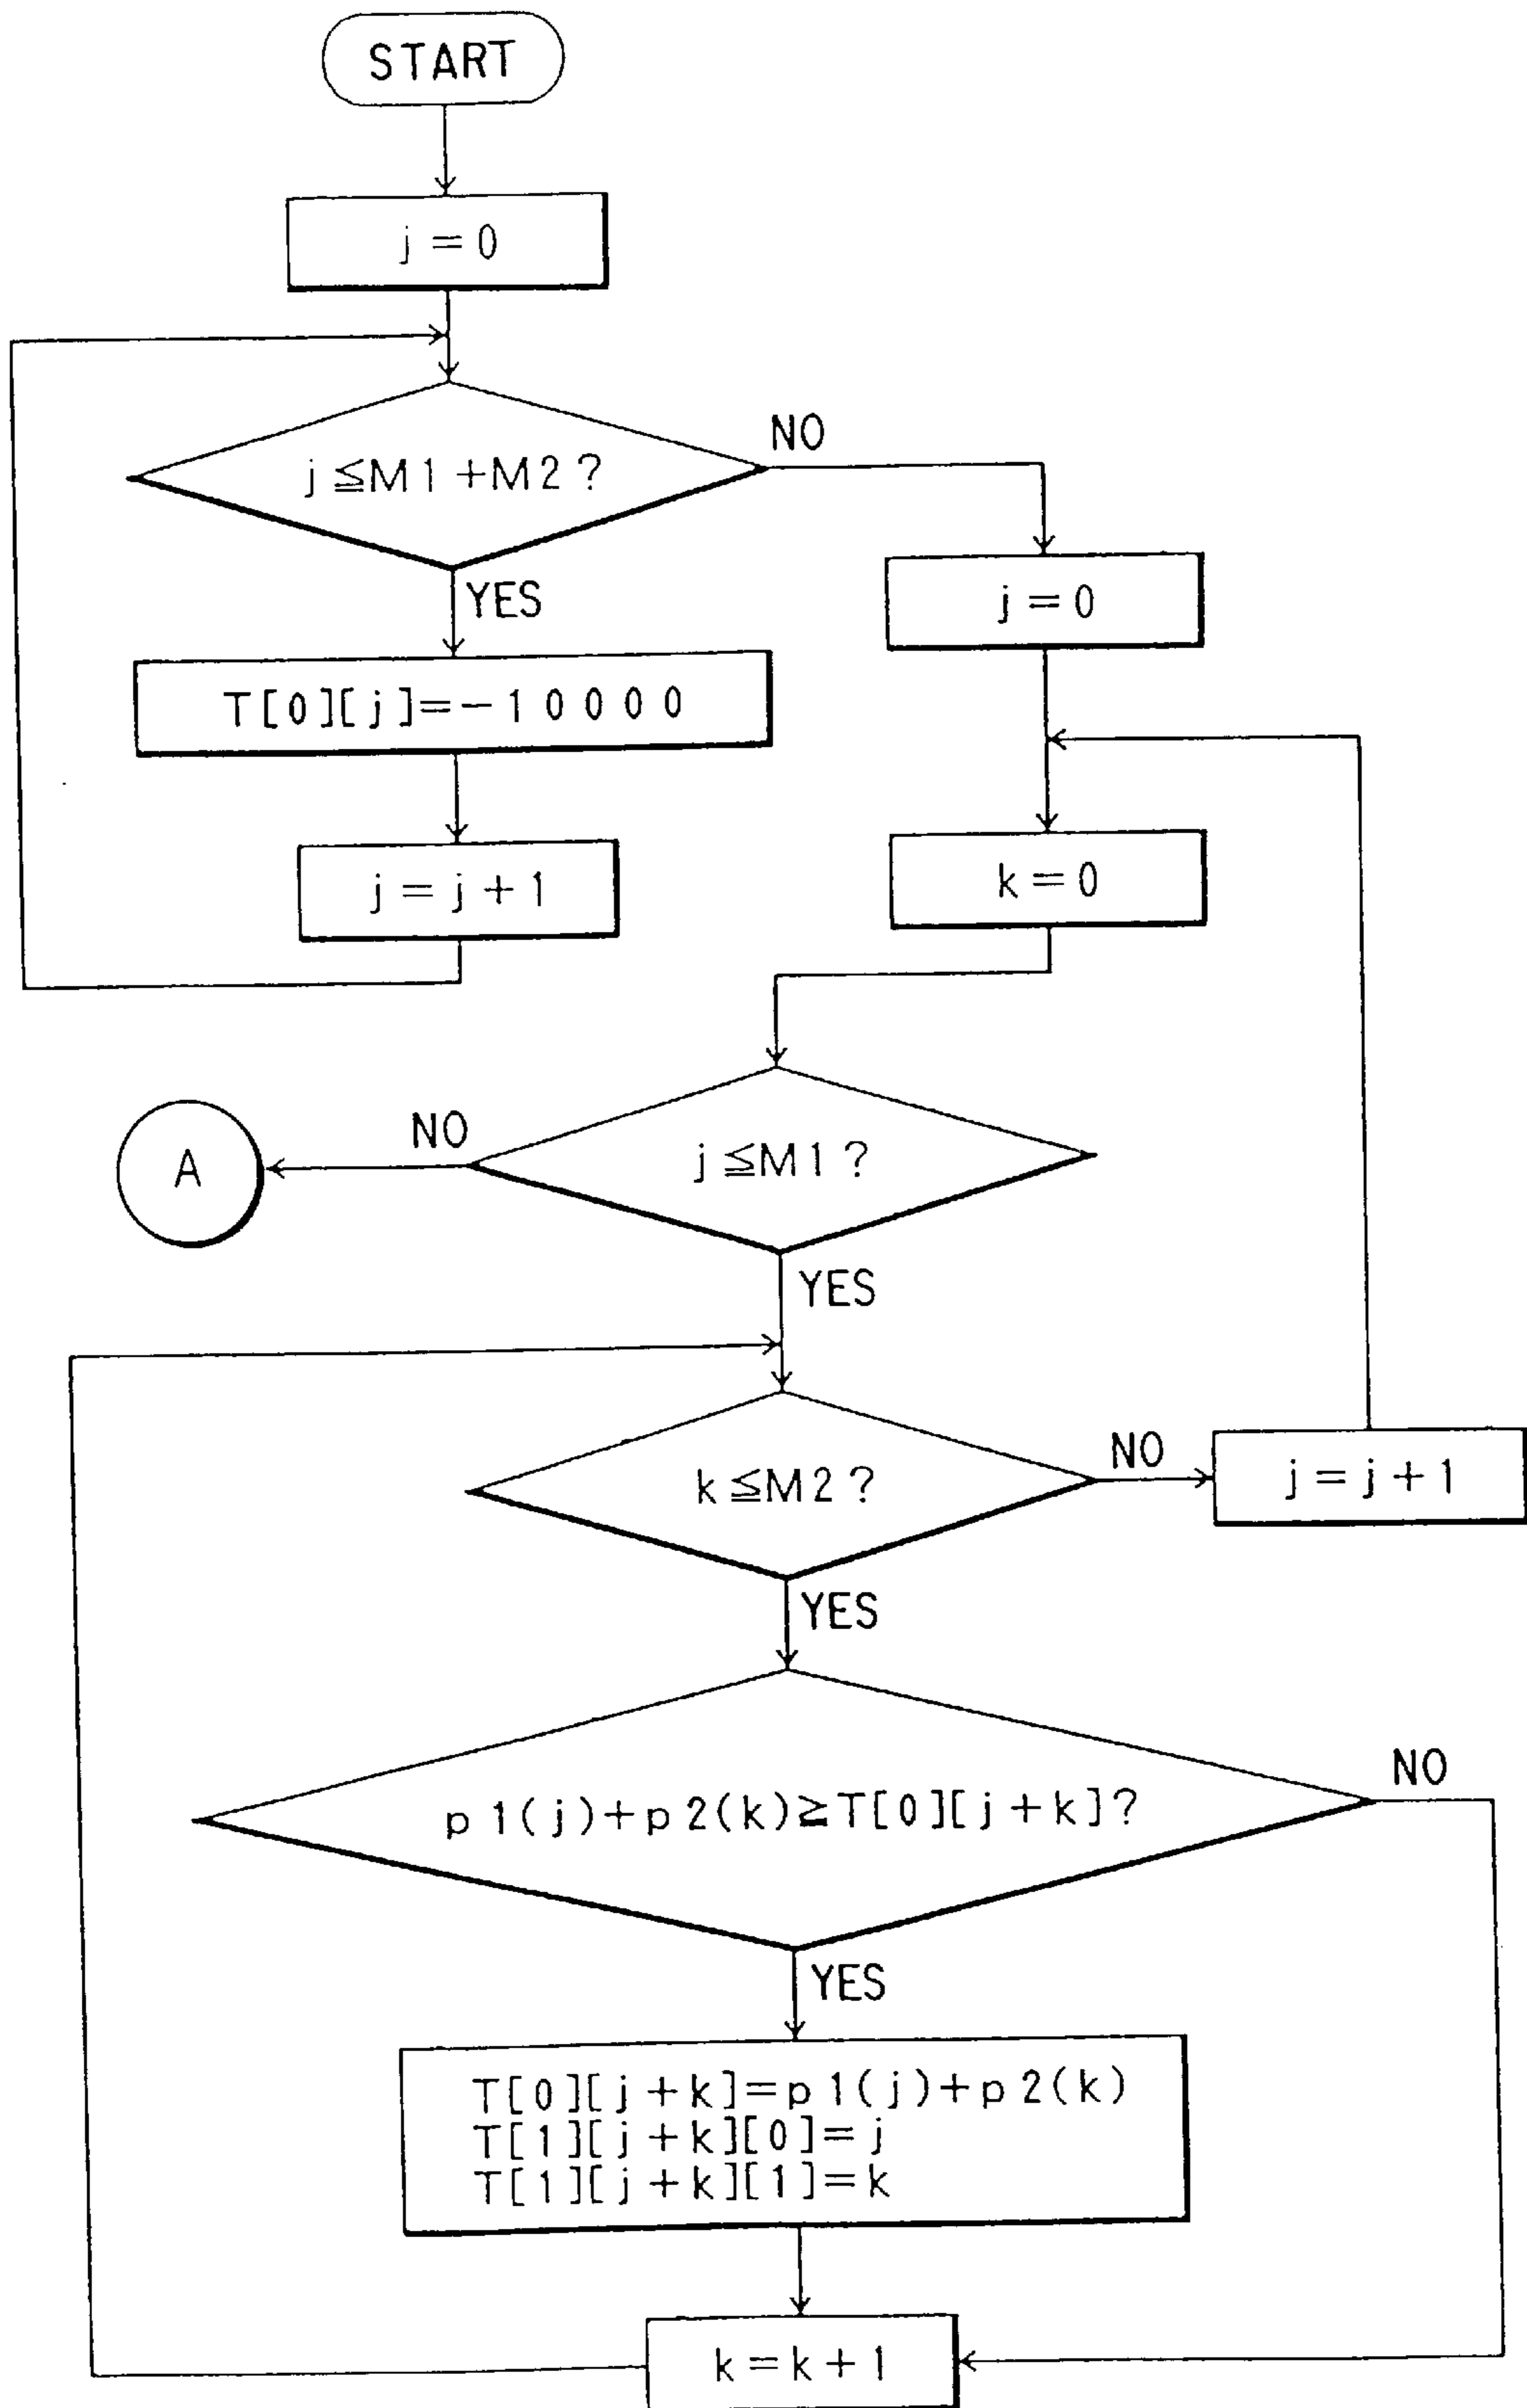 START
j=0
j≦M1+M2?
NO
YES
j=0
T[0][j]=-10000
j=j+1
k=0
j≦M1?
NO
A
YES
k≦M2?
NO
j=j+1
YES
p1(j)+p2(k)≧T[0][j+k]?
NO
YES
T[0][j+k]=p1(j)+p2(k)
T[1][j+k][0]=j
T[1][j+k][1]=k
k=k+1